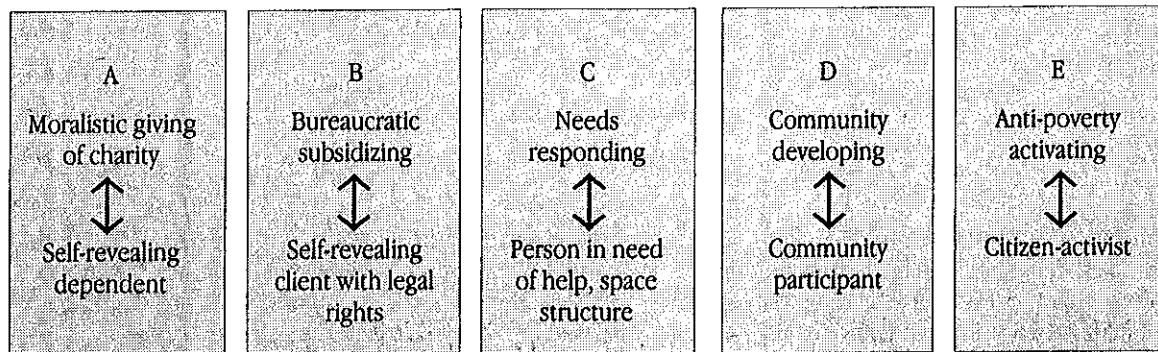 A
Moralistic giving
of charity
Self-revealing
dependent
B
Bureaucratic
subsidizing
Self-revealing
client with legal
rights
C
Needs
responding
Person in need
of help, space
structure
D
Community
developing
Community
participant
E
Anti-poverty
activating
Citizen-activist